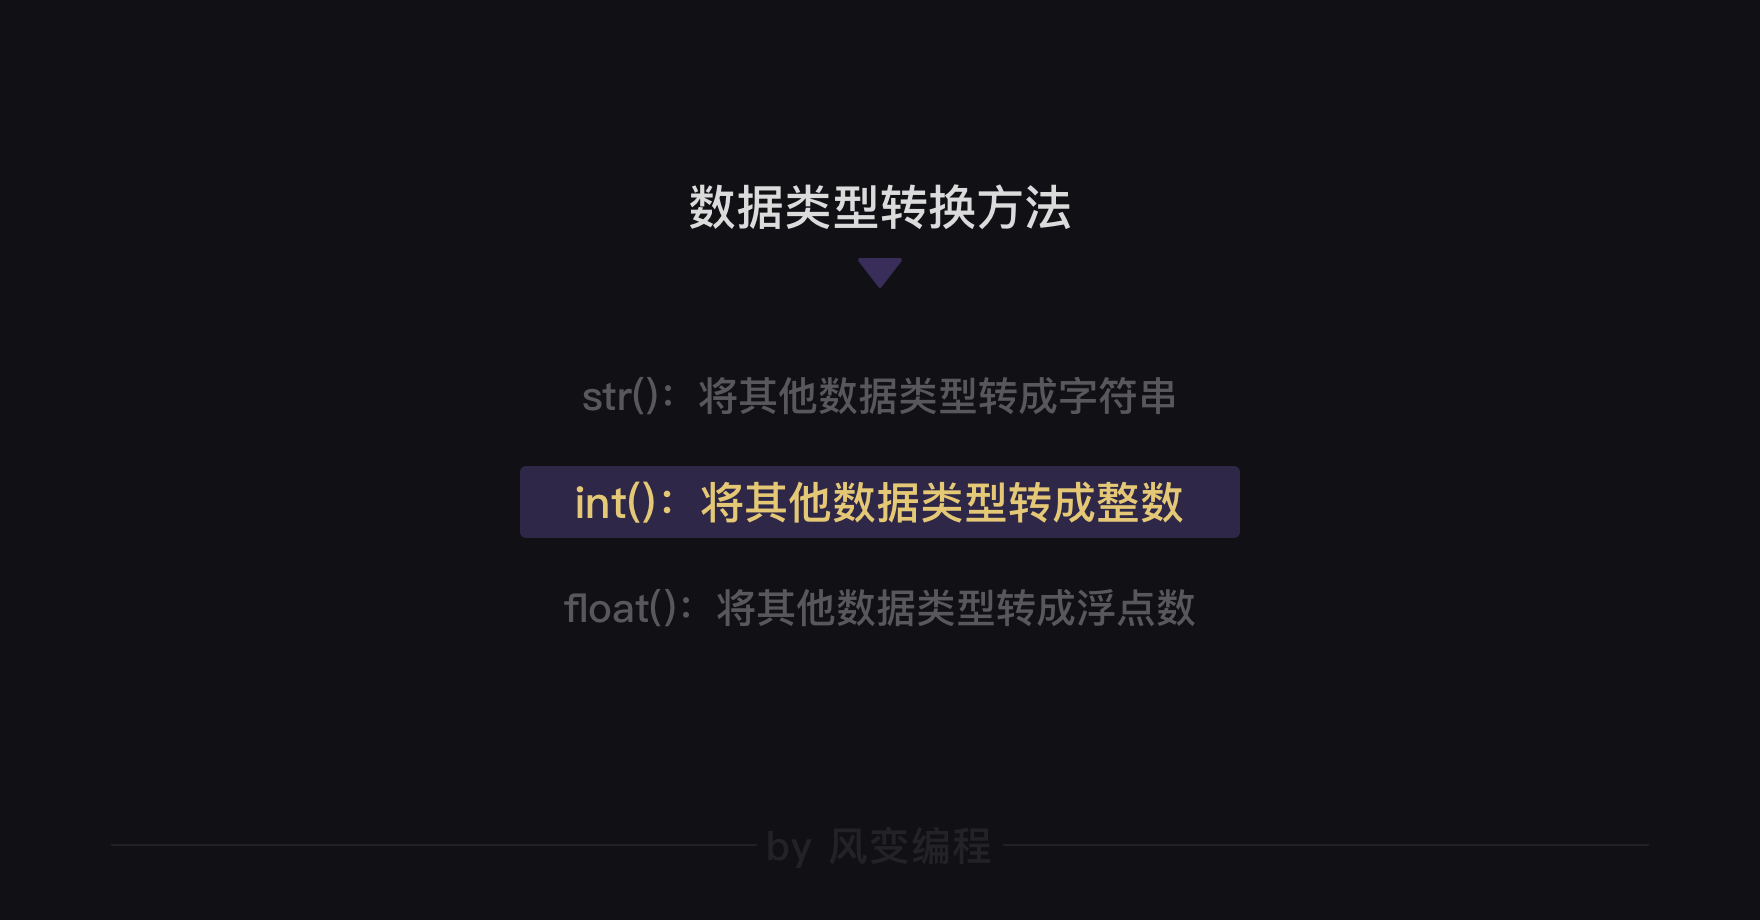 数据类型转换方法
str()：将其他数据类型转成字符串
int()：将其他数据类型转成整数
float()：将其他数据类型转成浮点数
by 风变编程